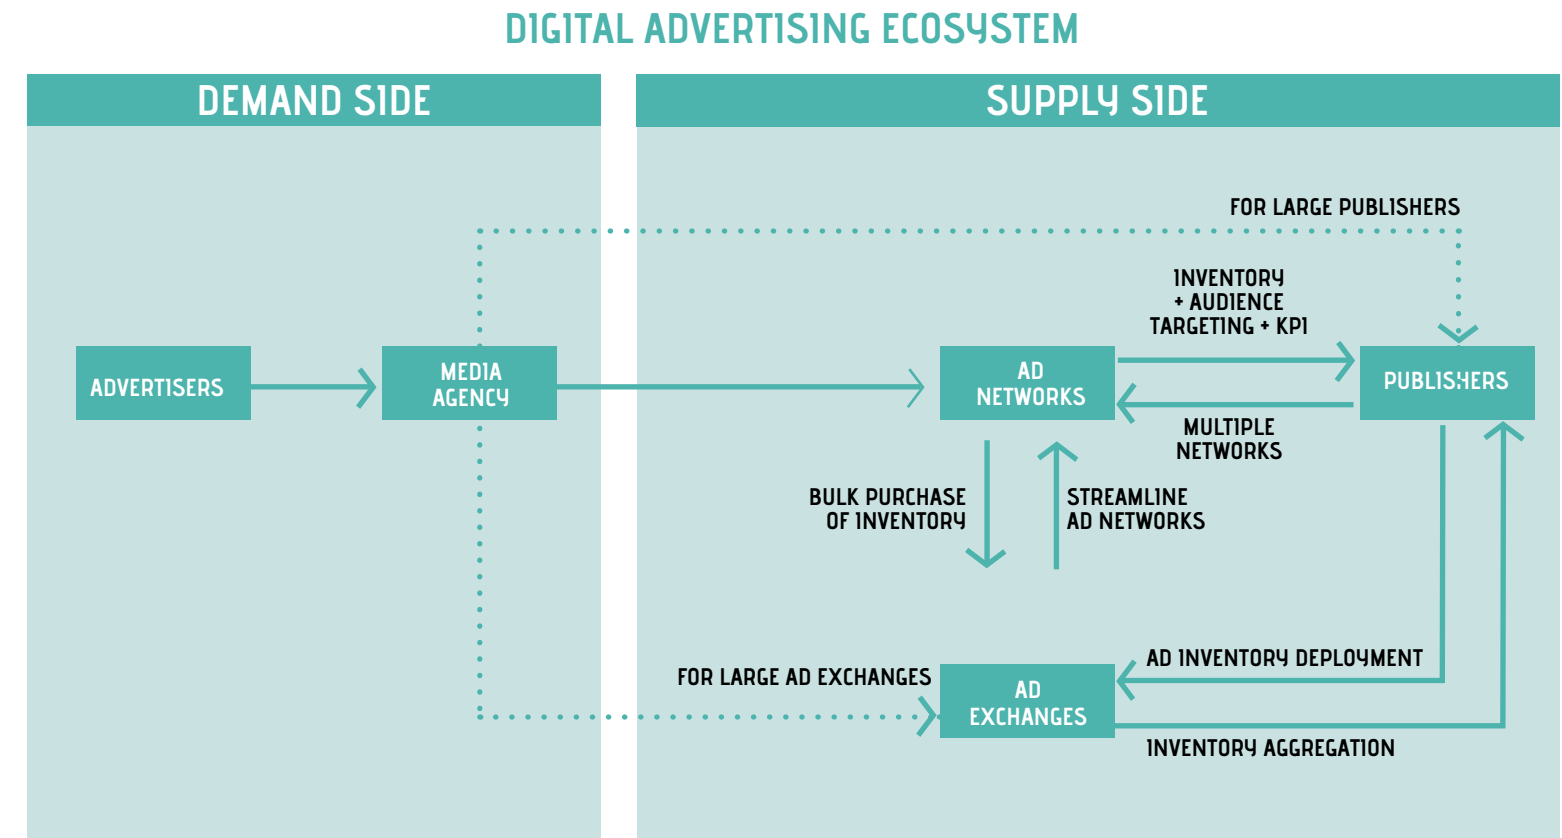 DIGITAL ADVERTISING ECOSYSTEM
DEMAND SIDE
SUPPLY SIDE
FOR LARGE PUBLISHERS
INVENTORY
+ AUDIENCE
TARGETING + KPI
ADVERTISERS
MEDIA
AGENCY
AD
NETWORKS
PUBLISHERS
MULTIPLE
NETWORKS
BULK PURCHASE
OF INVENTORY
STREAMLINE
AD NETWORKS
AD INVENTORY DEPLOYMENT
FOR LARGE AD EXCHANGES
AD
EXCHANGES
INVENTORY AGGREGATION